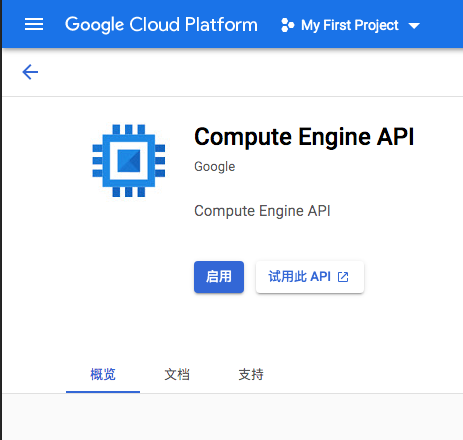 Google Cloud Platform My First Project
Compute Engine API
Google
Compute Engine API
启用 试用此 API
概览 文档 支持